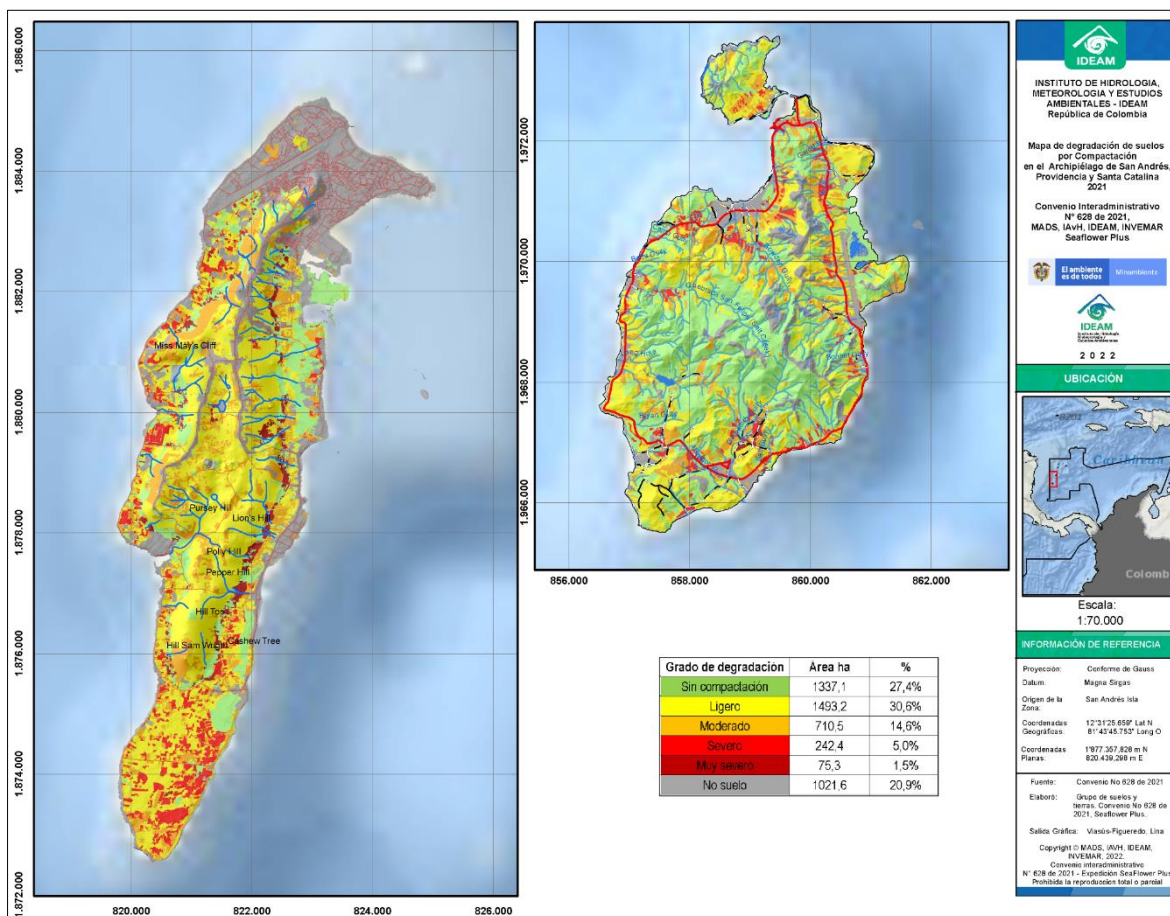 1.886.000
1.884.000
1.882.000
1.880.000
1.878.000
1.876.000
1.874.000
1.872.000
820.000
822.000
824.000
826.000
Miss May's Cliff
Pursey Hill
Lion's Hill
Polly Hill
Pepper Hill
Hill Sam Wright
Cashew Tree
1.972.000
1.970.000
1.968.000
1.966.000
856.000
858.000
860.000
862.000
Grado de degradación Área ha %
Sin compactación 1337,1 27,4%
Ligero 1493,2 30,6%
Moderado 710,5 14,6%
Severo 242,4 5,0%
Muy severo 75,3 1,5%
No suelo 1021,6 20,9%
IDEAM
INSTITUTO DE HIDROLOGIA,
METEOROLOGIA Y ESTUDIOS
AMBIENTALES - IDEAM
República de Colombia
Mapa de degradación de suelos
por Compactación
en el Archipiélago de San Andrés,
Providencia y Santa Catalina
2021
Convenio Interadministrativo
N° 628 de 2021,
MADS, IAvH, IDEAM, INVEMAR
Seaflower Plus
El ambiente
es de todos
Minambiente
IDEAM
2 0 2 2
UBICACIÓN
Caribbean
Colomb
Escala:
1:70.000
INFORMACIÓN DE REFERENCIA
Proyección: Conforme de Gauss
Datum: Magna Sirgas
Origen de la
Zona: San Andrés Isla
Coordenadas
Geográficas: 12°31'25.659" Lat N
81°43'45.753" Long O
Coordenadas
Planas: 1'877.357,828 m N
820.439,298 m E
Fuente: Convenio No 628 de 2021
Elaboró: Grupo de suelos y
tierras. Convenio No 628 de
2021, Seaflower Plus.
Salida Gráfica: Viasús-Figueredo, Lina
Copyright © MADS, IAVH, IDEAM,
INVEMAR, 2022.
Convenio interadministrativo
N° 628 de 2021 - Expedición SeaFlower Plus
Prohibida la reproduccion total o parcial